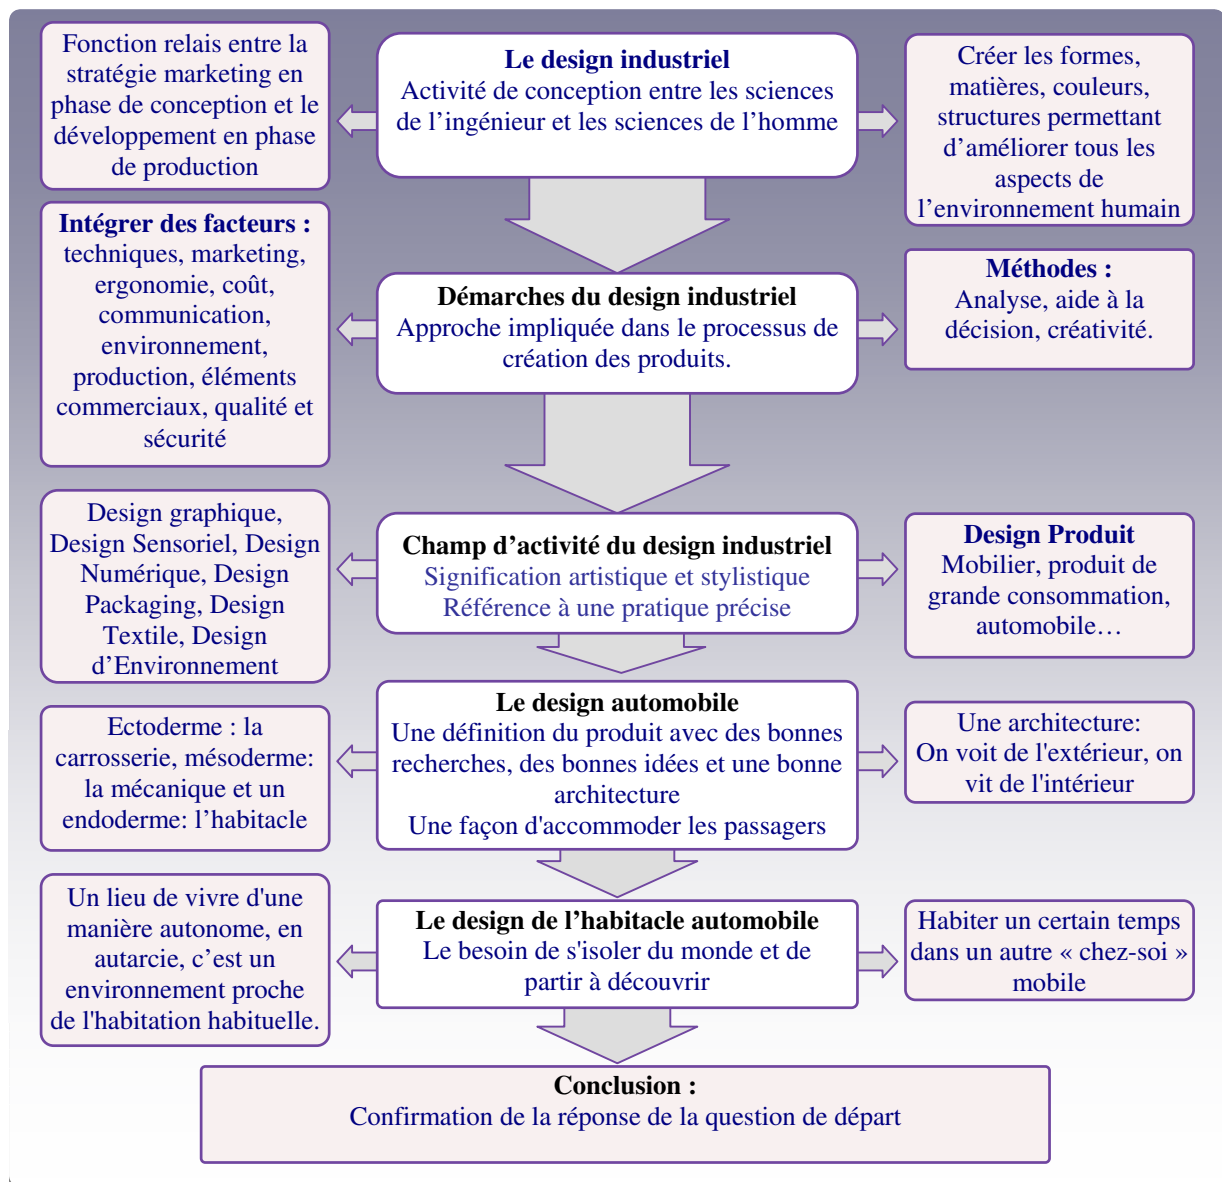 Fonction relais entre la
stratégie marketing en
phase de conception et le
développement en phase
de production
Le design industriel
Activité de conception entre les sciences
de l’ingénieur et les sciences de l’homme
Créer les formes,
matières, couleurs,
structures permettant
d’améliorer tous les
aspects de
l’environnement humain
Intégrer des facteurs :
techniques, marketing,
ergonomie, coût,
communication,
environnement,
production, éléments
commerciaux, qualité et
sécurité
Démarches du design industriel
Approche impliquée dans le processus de
création des produits.
Méthodes :
Analyse, aide à la
décision, créativité.
Design graphique,
Design Sensoriel, Design
Numérique, Design
Packaging, Design
Textile, Design
d’Environnement
Champ d’activité du design industriel
Signification artistique et stylistique
Référence à une pratique précise
Design Produit
Mobilier, produit de
grande consommation,
automobile…
Ectoderme : la
carrosserie, mésoderme:
la mécanique et un
endoderme: l’habitacle
Le design automobile
Une définition du produit avec des bonnes
recherches, des bonnes idées et une bonne
architecture
Une façon d'accommoder les passagers
Une architecture:
On voit de l'extérieur, on
vit de l'intérieur
Un lieu de vivre d'une
manière autonome, en
autarcie, c’est un
environnement proche
de l'habitation habituelle.
Le design de l’habitacle automobile
Le besoin de s'isoler du monde et de
partir à découvrir
Habiter un certain temps
dans un autre « chez-soi »
mobile
Conclusion :
Confirmation de la réponse de la question de départ